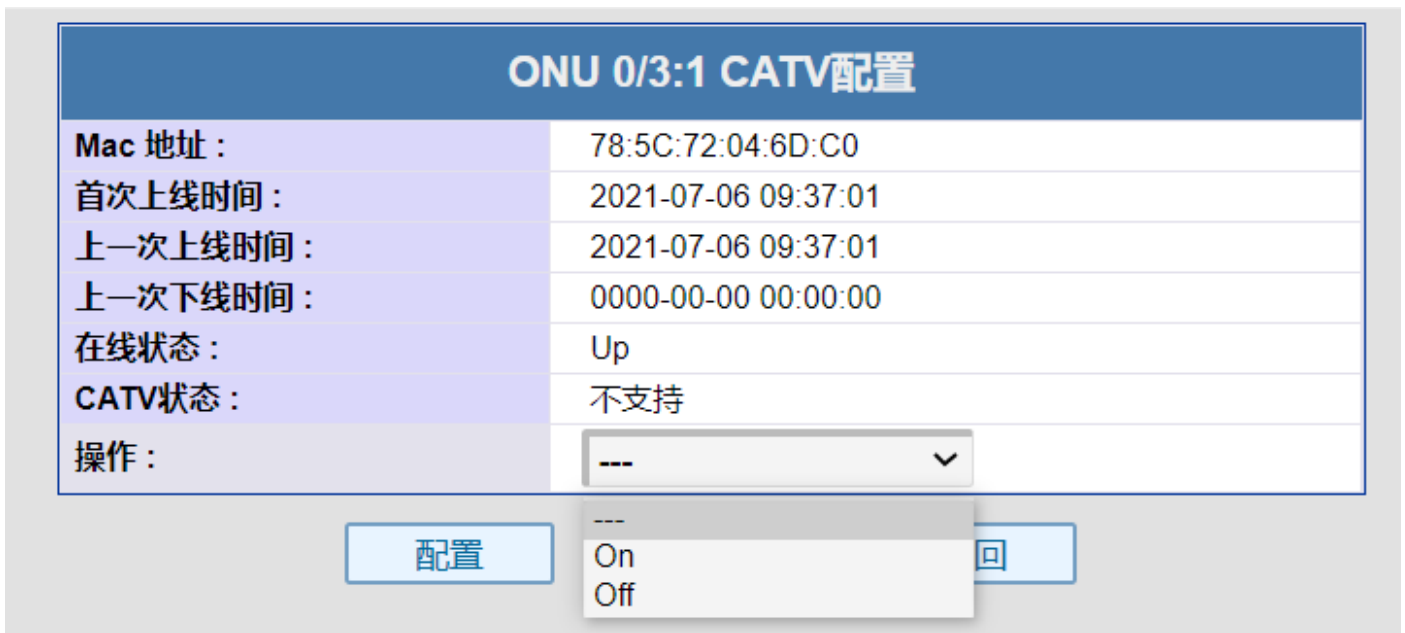 ONU 0/3:1 CATV配置
Mac 地址： 78:5C:72:04:6D:C0
首次上线时间： 2021-07-06 09:37:01
上一次上线时间： 2021-07-06 09:37:01
上一次下线时间： 0000-00-00 00:00:00
在线状态： Up
CATV状态： 不支持
操作： ---
---
配置 On 回
Off